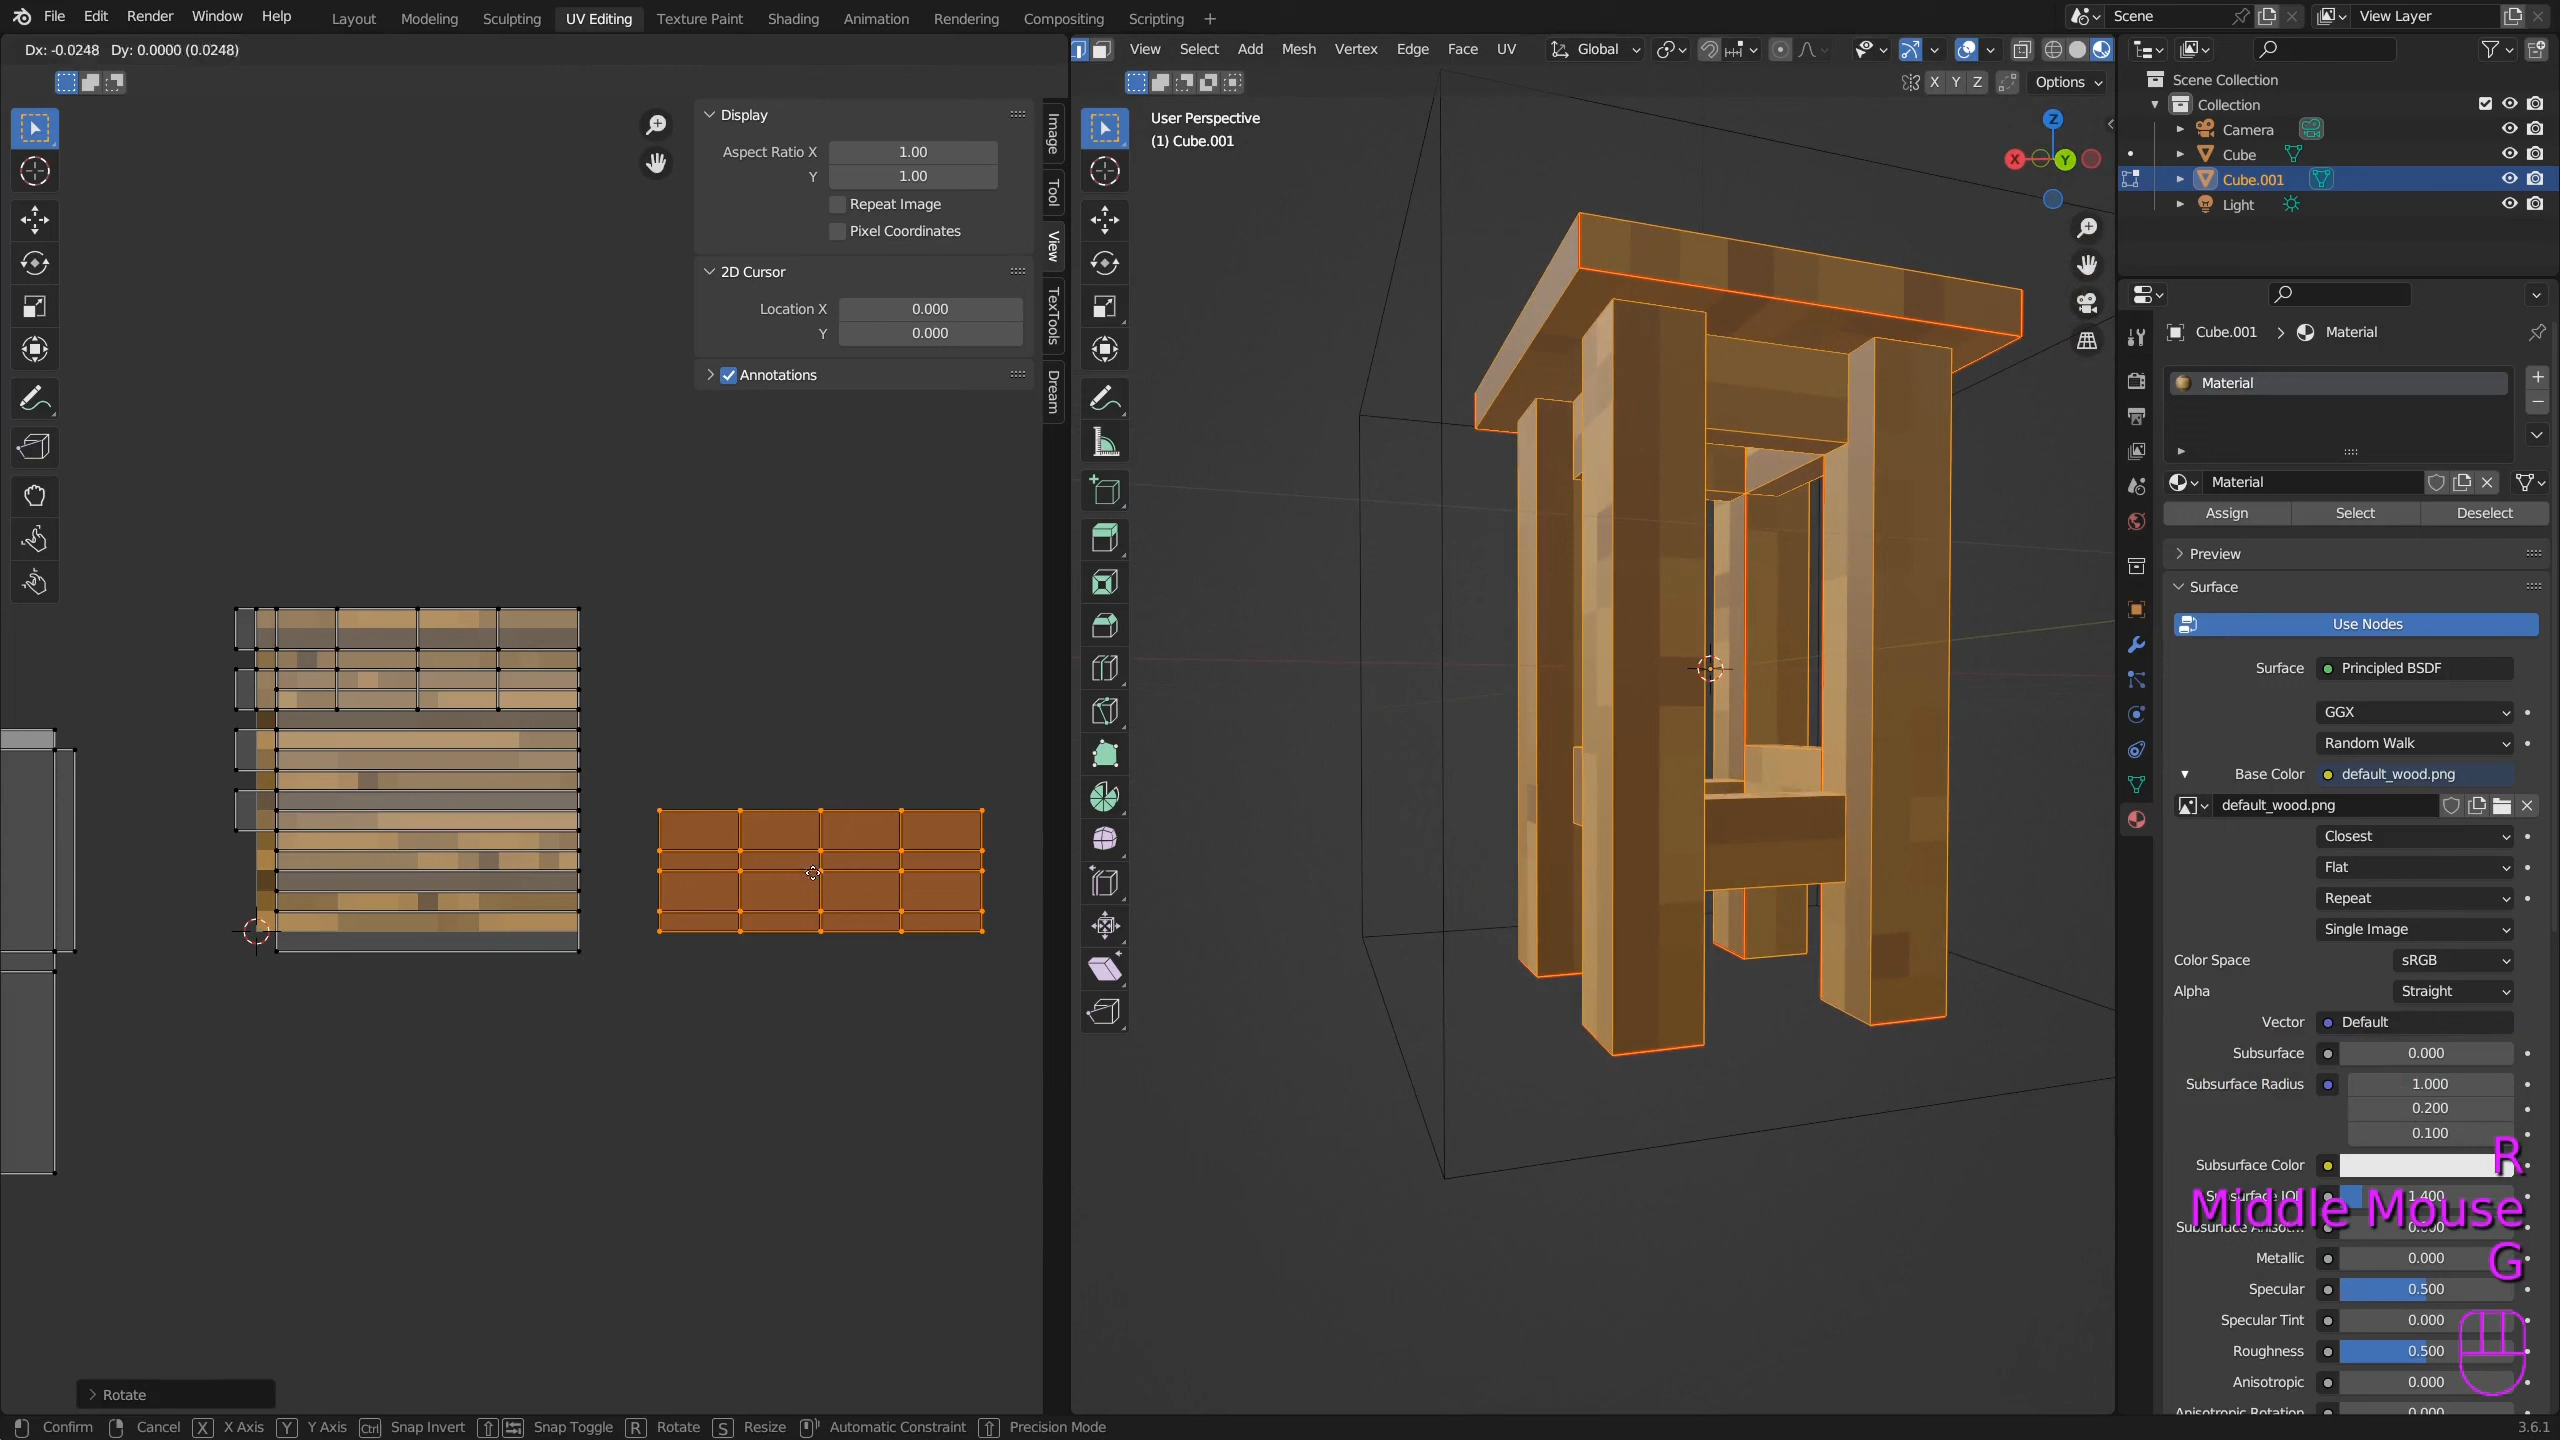 File Edit Render Window Help Layout Modeling Sculpting UV Editing Texture Paint Shading Animation Rendering Compositing Scripting + Scene View Layer
Dx: -0.0248 Dy: 0.0000 (0.0248)
View Select Add Mesh Vertex Edge Face UV Global
X Y Z Options
Display
Aspect Ratio X 1.00
Y 1.00
Repeat Image
Pixel Coordinates
2D Cursor
Location X 0.000
Y 0.000
Annotations
Image
Tool
View
TexTools
Dream
User Perspective
(1) Cube.001
Z
X Y
Scene Collection
Collection
Camera
Cube
Cube.001
Light
Cube.001 > Material
Material
Material
Assign Select Deselect
Preview
Surface
Use Nodes
Surface Principled BSDF
GGX
Random Walk
Base Color default_wood.png
default_wood.png
Closest
Flat
Repeat
Single Image
Color Space sRGB
Alpha Straight
Vector Default
Subsurface 0.000
Subsurface Radius 1.000
0.200
0.100
Subsurface Color
1.400
0.000
Metallic 0.000
Specular 0.500
Specular Tint 0.000
Roughness 0.500
Anisotropic 0.000
Anisotropic Rotation 0.000
R
Middle Mouse
G
Rotate
Confirm Cancel X X Axis Y Y Axis Ctrl Snap Invert Snap Toggle R Rotate S Resize Automatic Constraint Precision Mode 3.6.1